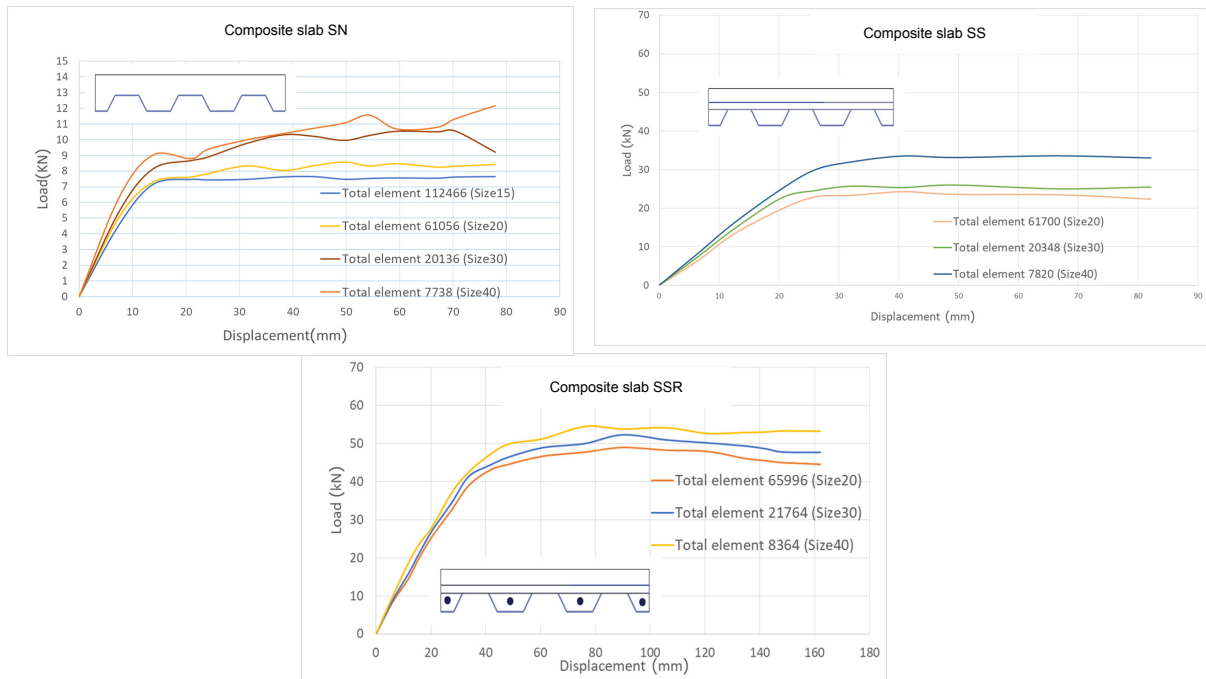 Composite slab SN
Load(KN)
15
14
13
12
11
10
9
8
7
6
5
4
3
2
1
0
Total element 112466 (Size15)
Total element 61056 (Size20)
Total element 20136 (Size30)
Total element 7738 (Size40)
0 10 20 30 40 50 60 70 80 90
Displacement(mm)
Composite slab SS
Load (kN)
70
60
50
40
30
20
10
0
Total element 61700 (Size20)
Total element 20348 (Size30)
Total element 7820 (Size40)
0 10 20 30 40 50 60 70 80 90
Displacement (mm)
Composite slab SSR
Load (kN)
70
60
50
40
30
20
10
0
Total element 65996 (Size20)
Total element 21764 (Size30)
Total element 8364 (Size40)
0 20 40 60 80 100 120 140 160 180
Displacement (mm)